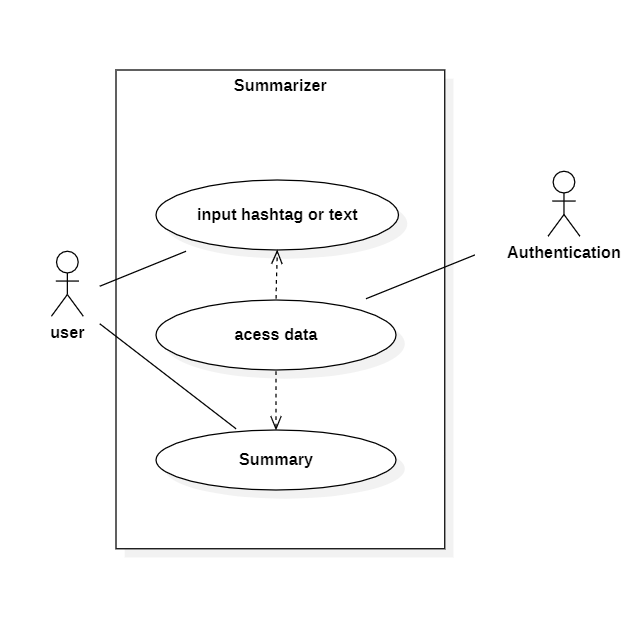 Summarizer
input hashtag or text
Authentication
user
acess data
Summary